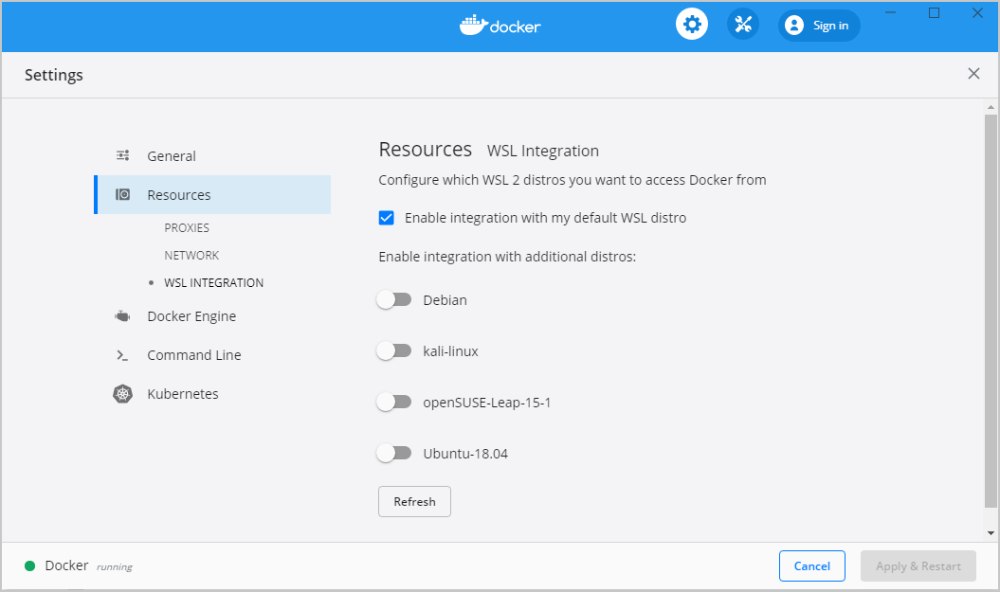 docker
Sign in
Settings
General
Resources
PROXIES
NETWORK
WSL INTEGRATION
Docker Engine
Command Line
Kubernetes
Resources WSL Integration
Configure which WSL 2 distros you want to access Docker from
Enable integration with my default WSL distro
Enable integration with additional distros:
Debian
kali-linux
openSUSE-Leap-15-1
Ubuntu-18.04
Refresh
Docker running
Cancel
Apply & Restart